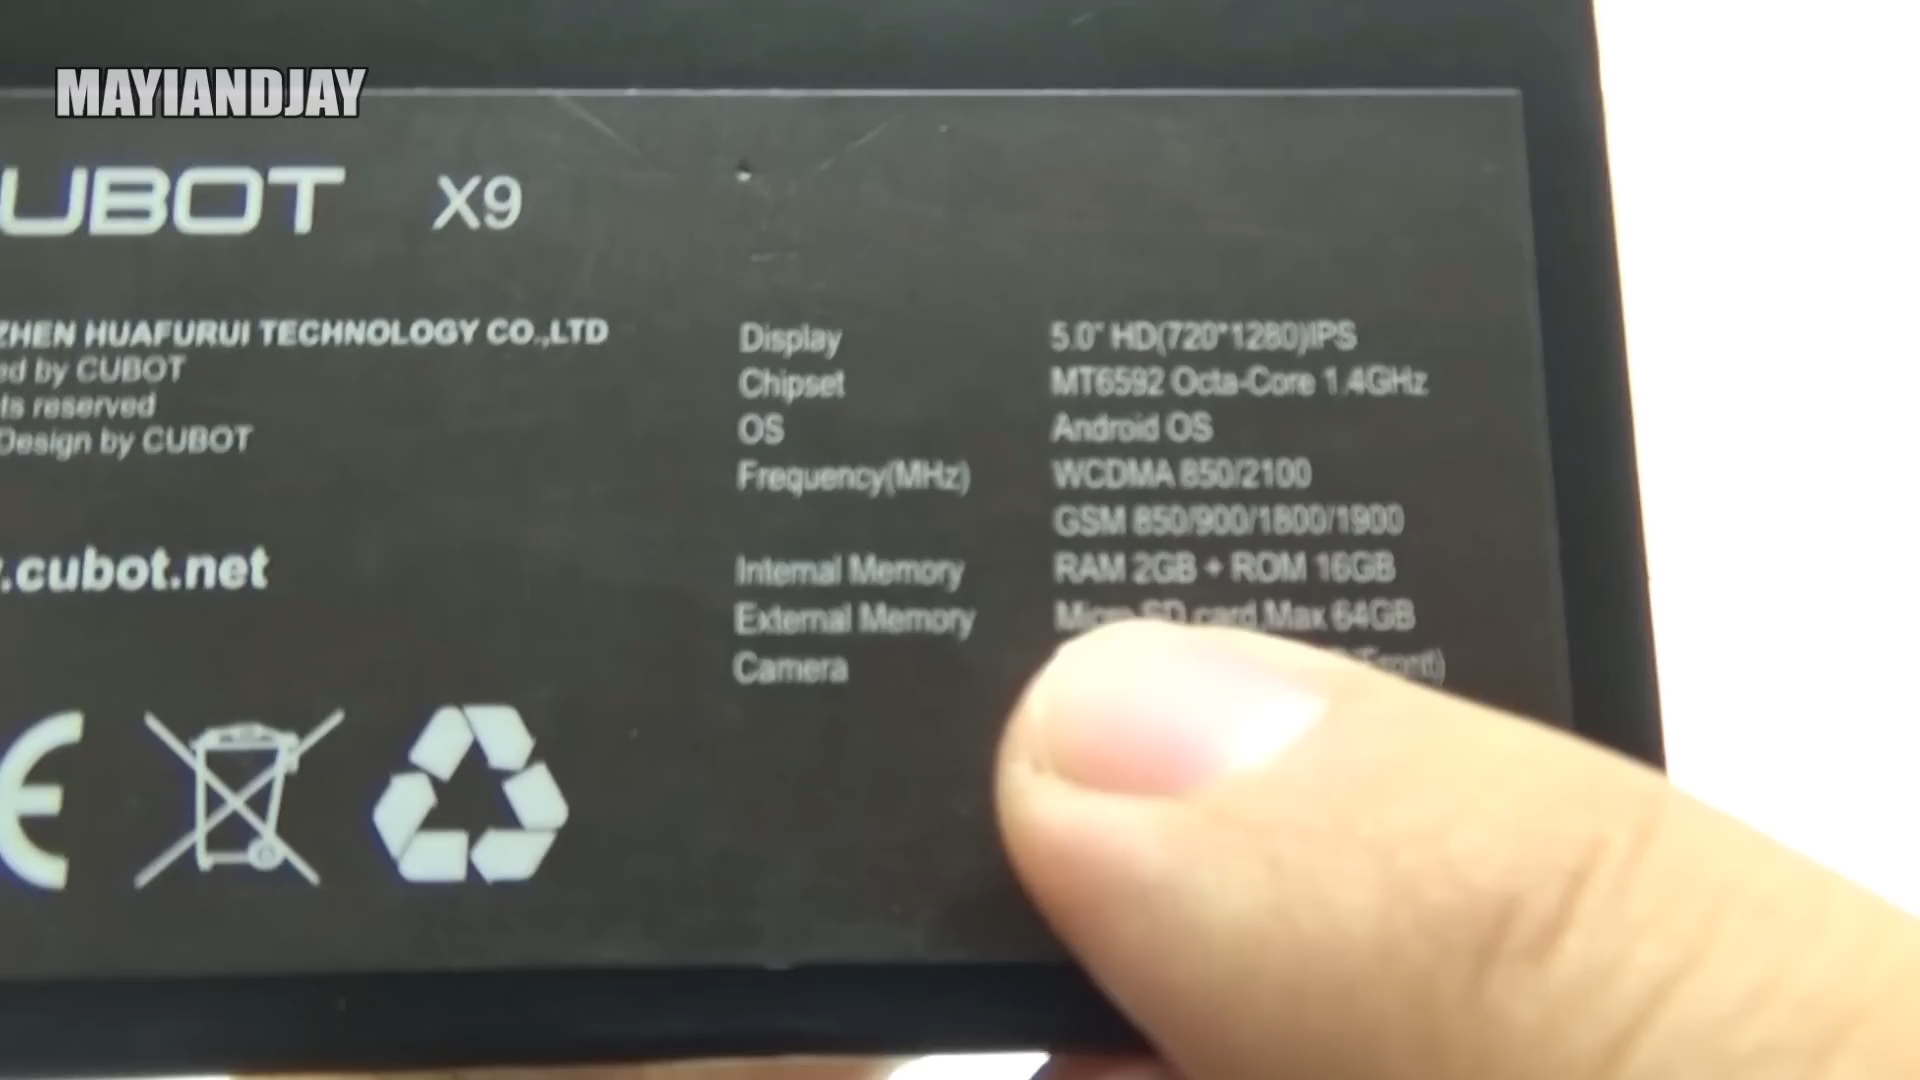 MAYIANDJAY
UBOT X9
ZHEN HUAFURUI TECHNOLOGY CO.,LTD
ed by CUBOT
ts reserved
Design by CUBOT
.cubot.net
Display 5.0" HD(720*1280)IPS
Chipset MT6592 Octa-Core 1.4GHz
OS Android OS
Frequency(MHz) WCDMA 850/2100
GSM 850/900/1800/1900
Internal Memory RAM 2GB + ROM 16GB
External Memory Micro SD card,Max 64GB
Camera (Front)
CE